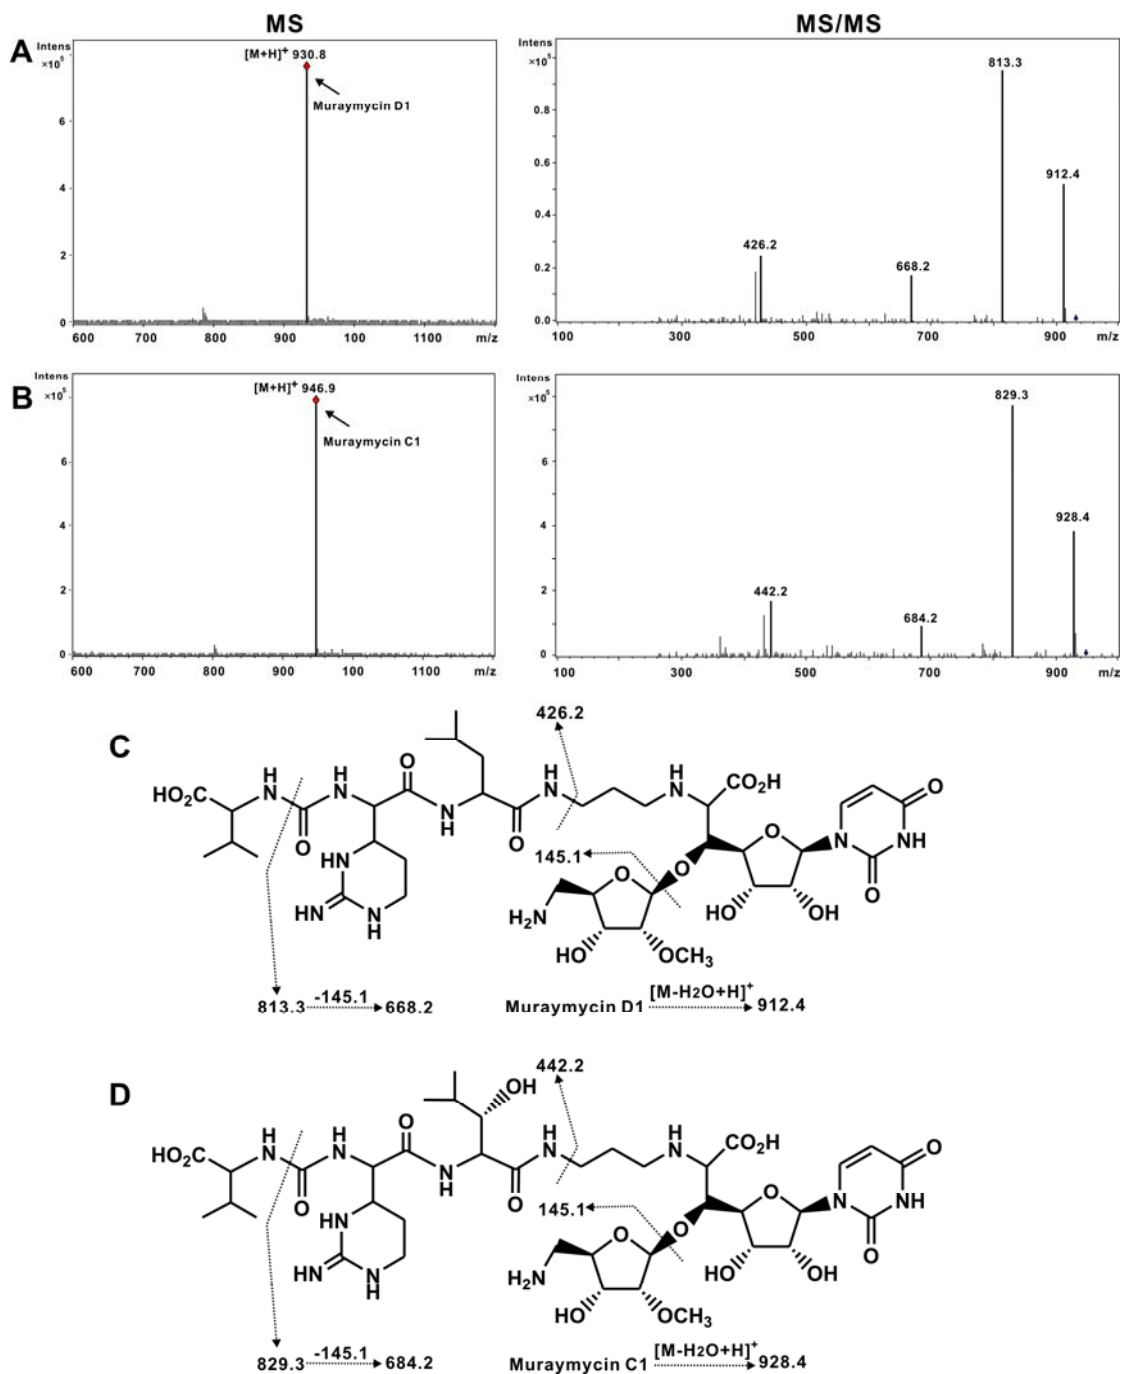 MS
MS/MS
A
Intens
×10⁵
[M+H]⁺ 930.8
Muraymycin D1
6
4
2
0
600 700 800 900 100 1100 m/z
Intens
×10⁵
813.3
912.4
426.2
668.2
0.8
0.6
0.4
0.2
0.0
100 300 500 700 900 m/z
B
Intens
×10⁵
[M+H]⁺ 946.9
Muraymycin C1
6
4
2
0
600 700 800 900 100 1100 m/z
Intens
×10⁵
829.3
928.4
442.2
684.2
6
4
2
0
100 300 500 700 900 m/z
C
426.2
HO₂C
H
N
O
H
N
O
N
H
O
H
N
H
N
CO₂H
O
NH
N
O
HN
HN
N
H
145.1
O
O
O
H₂N
HO
OCH₃
HO
OH
813.3 -145.1 668.2
Muraymycin D1 [M-H2O+H]⁺ 912.4
D
442.2
OH
HO₂C
H
N
O
H
N
O
N
H
O
H
N
H
N
CO₂H
O
NH
N
O
HN
HN
N
H
145.1
O
O
O
H₂N
HO
OCH₃
HO
OH
829.3 -145.1 684.2
Muraymycin C1 [M-H2O+H]⁺ 928.4